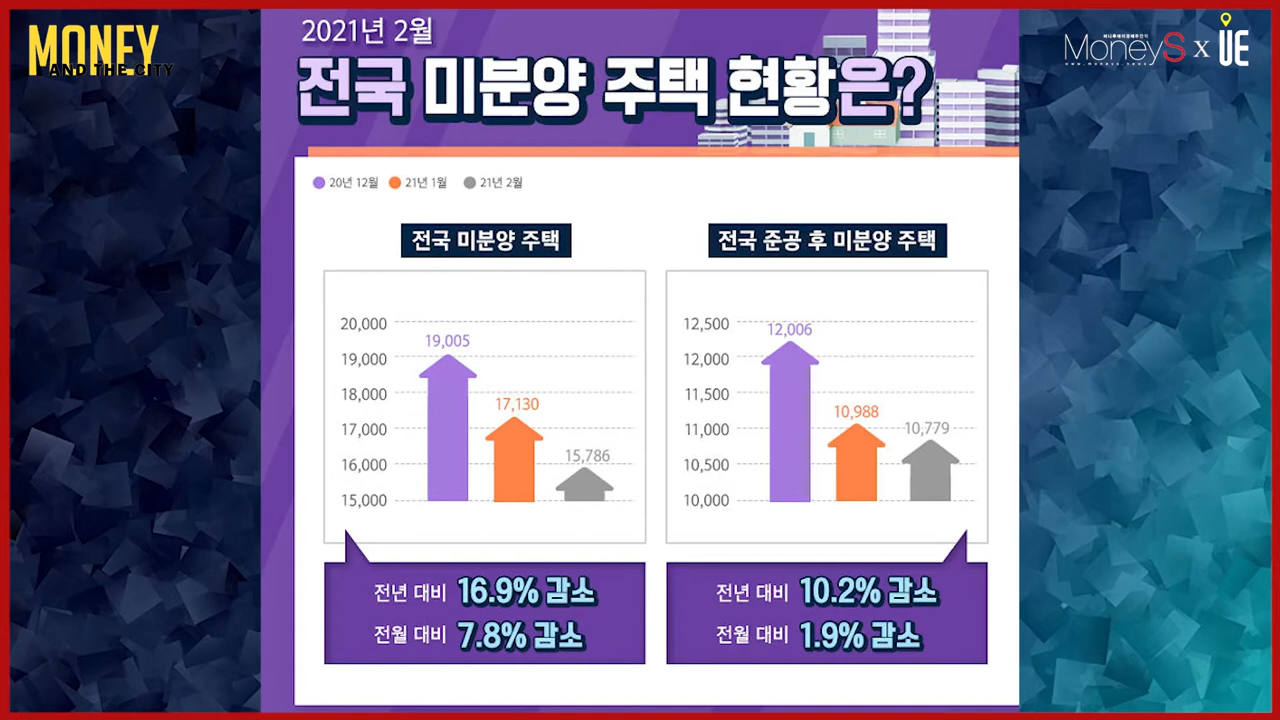 MONEY
AND THE CITY
MoneyS x UE
2021년 2월
전국 미분양 주택 현황은?
20년 12월 21년 1월 21년 2월
전국 미분양 주택
20,000
19,000
18,000
17,000
16,000
15,000
19,005
17,130
15,786
전년 대비 16.9% 감소
전월 대비 7.8% 감소
전국 준공 후 미분양 주택
12,500
12,000
11,500
11,000
10,500
10,000
12,006
10,988
10,779
전년 대비 10.2% 감소
전월 대비 1.9% 감소